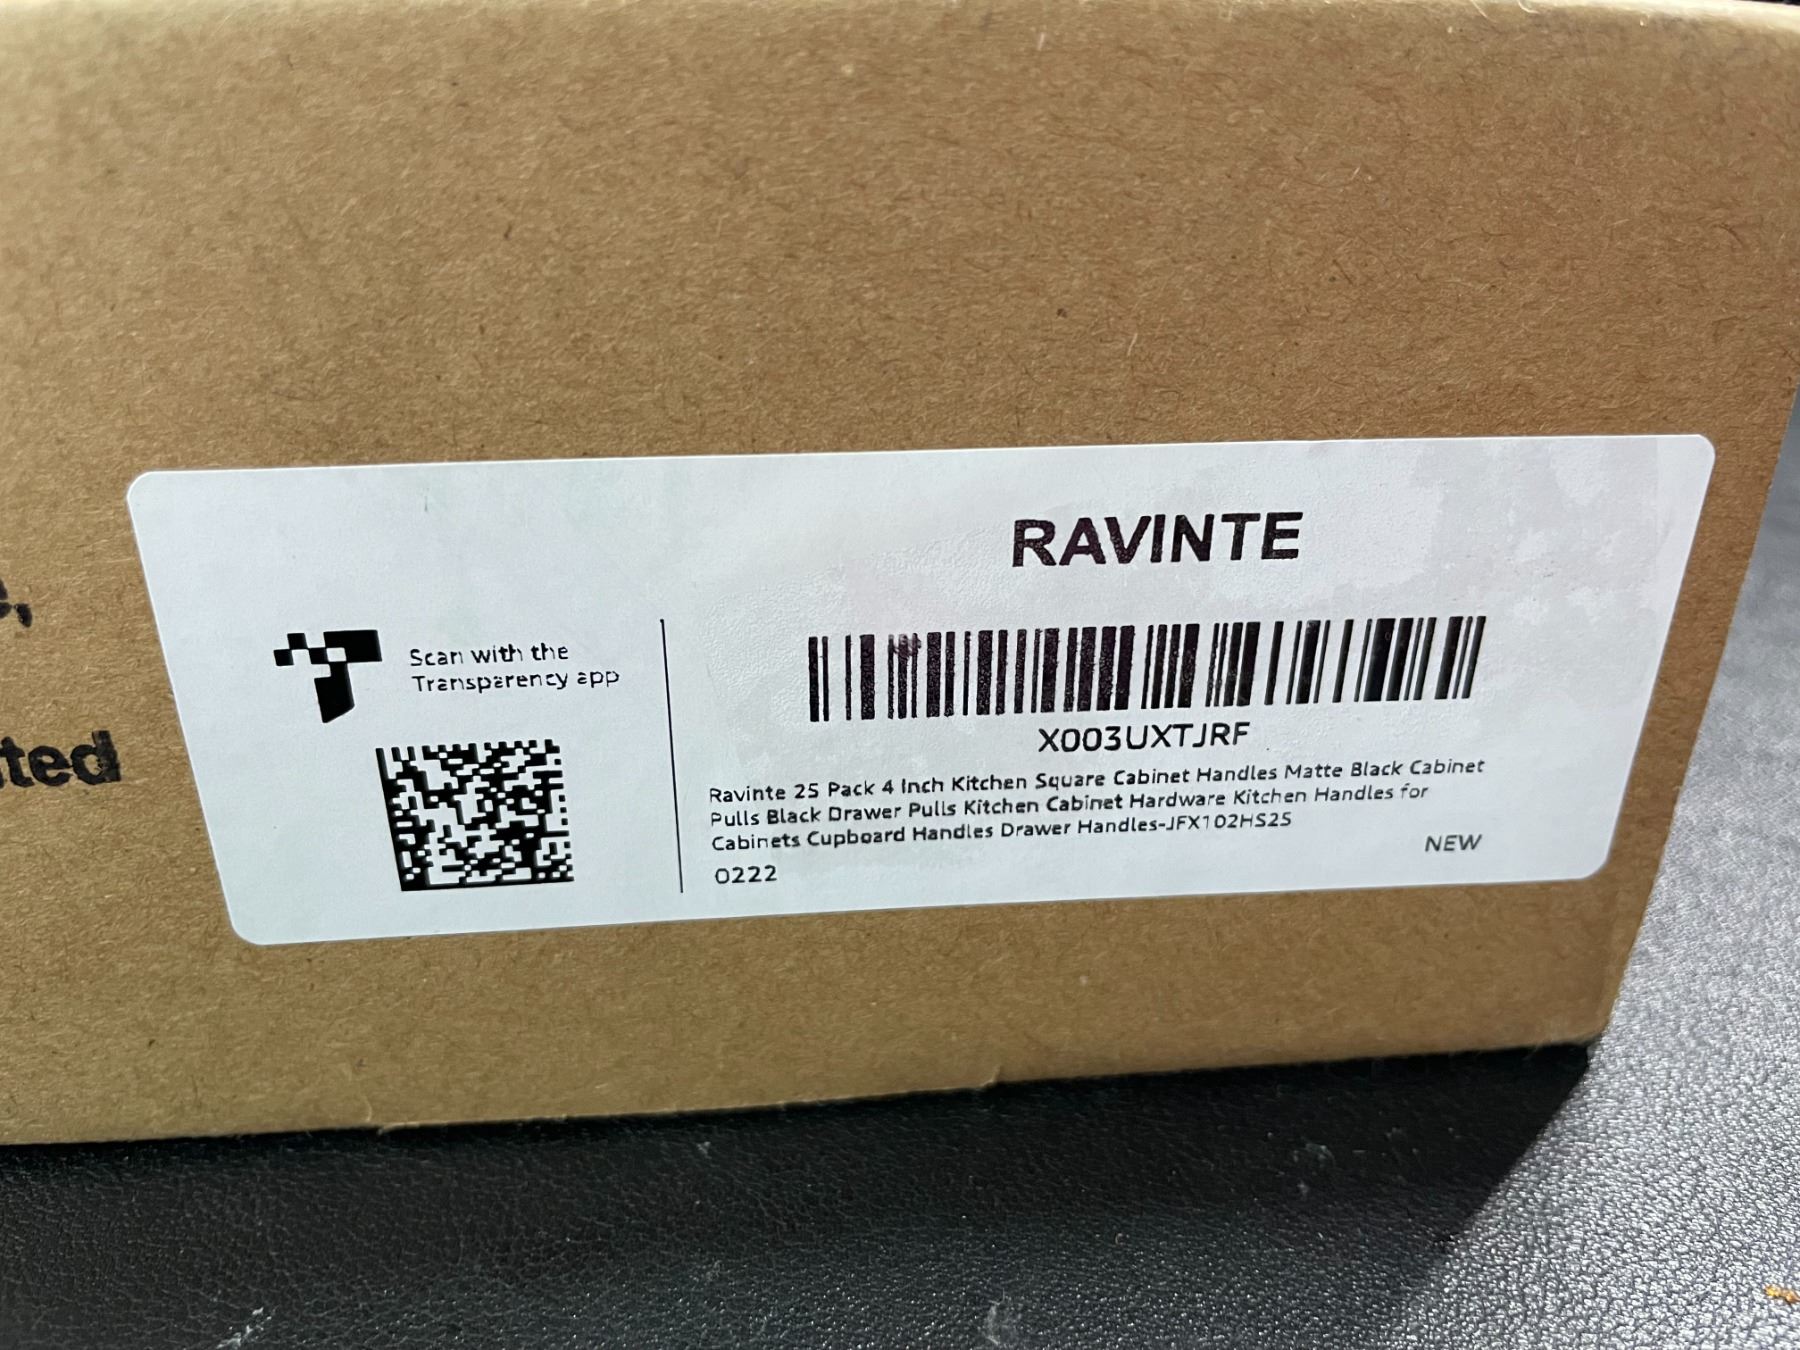 RAVINTE
Scan with the
Transparency app
X003UXTJRF
Ravinte 25 Pack 4 Inch Kitchen Square Cabinet Handles Matte Black Cabinet
Pulls Black Drawer Pulls Kitchen Cabinet Hardware Kitchen Handles for
Cabinets Cupboard Handles Drawer Handles-JFX102HS25
NEW
0222